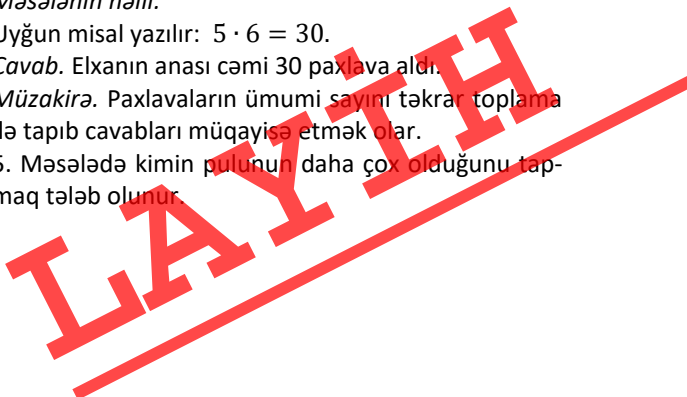 Məsələnin həlli.
Uyğun misal yazılır: 5 · 6 = 30.
Cavab. Elxanın anası cəmi 30 paxlava aldı.
Müzakirə. Paxlavaların ümumi sayını təkrar toplama
lə tapıb cavabları müqayisə etmək olar.
5. Məsələdə kimin pulunun daha çox olduğunu tap-
maq tələb olunur.
LAYİH